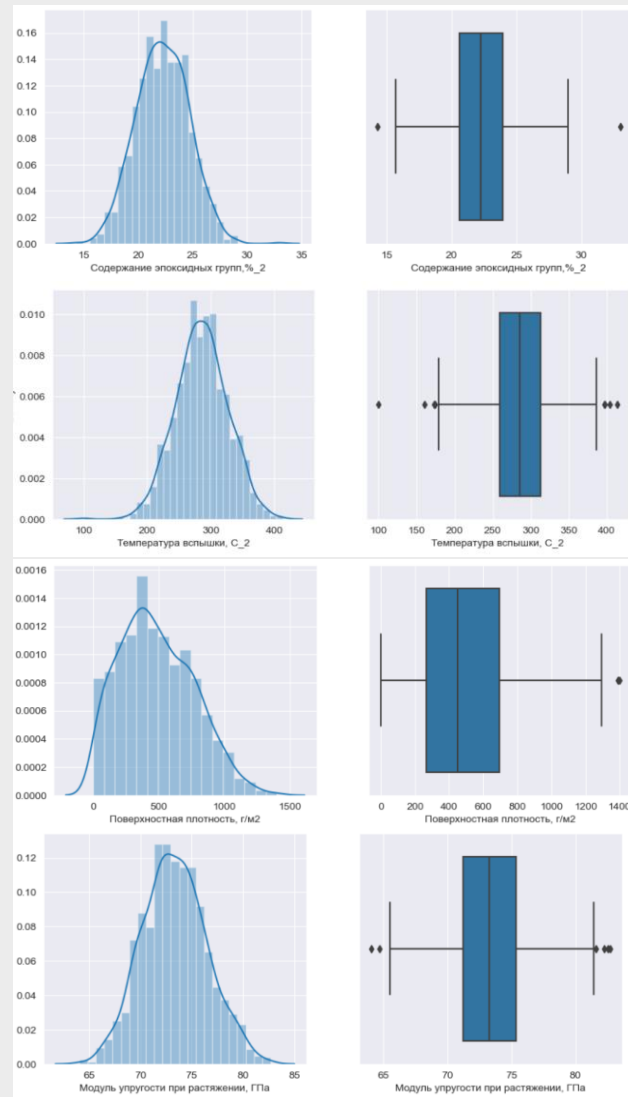 0.16
0.14
0.12
0.10
0.08
0.06
0.04
0.02
0.00
15 20 25 30 35
Содержание эпоксидных групп,%_2
15 20 25 30
Содержание эпоксидных групп,%_2
0.010
0.008
0.006
0.004
0.002
0.000
100 200 300 400
Температура вспышки, С_2
100 150 200 250 300 350 400
Температура вспышки, С_2
0.0016
0.0014
0.0012
0.0010
0.0008
0.0006
0.0004
0.0002
0.0000
0 500 1000 1500
Поверхностная плотность, г/м2
0 200 400 600 800 1000 1200 1400
Поверхностная плотность, г/м2
0.12
0.10
0.08
0.06
0.04
0.02
0.00
65 70 75 80 85
Модуль упругости при растяжении, ГПа
65 70 75 80
Модуль упругости при растяжении, ГПа